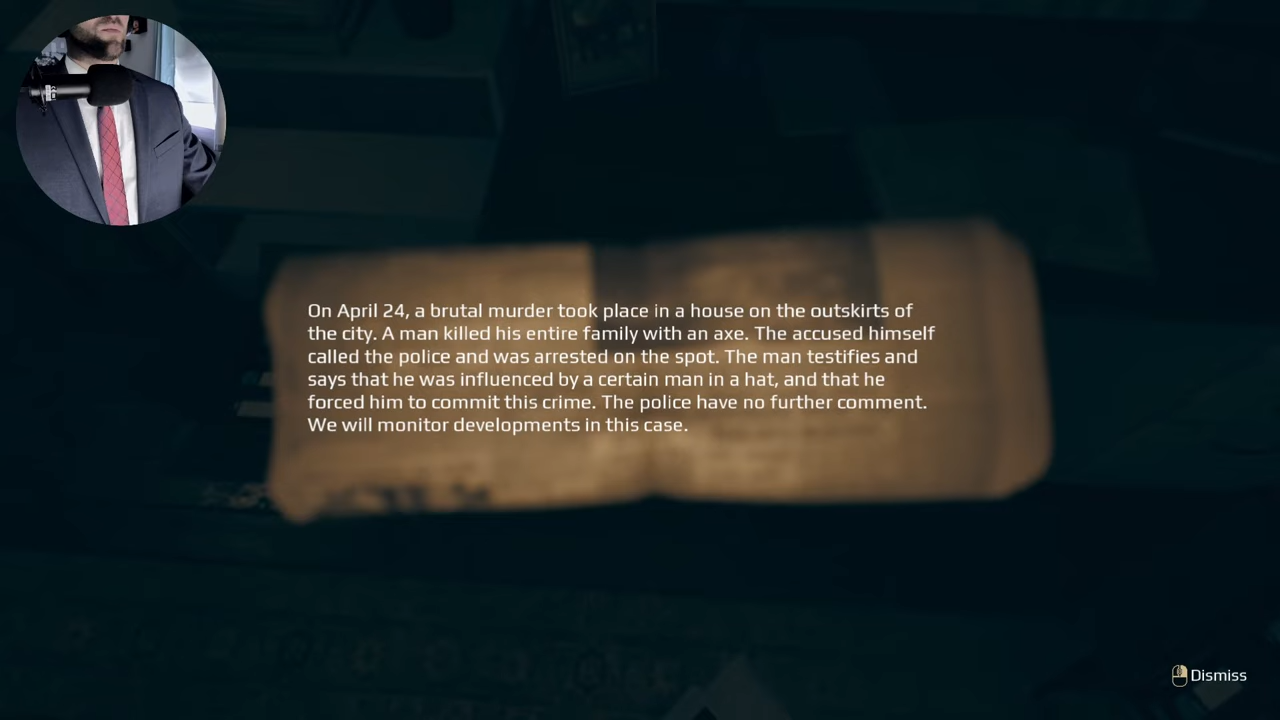 On April 24, a brutal murder took place in a house on the outskirts of
the city. A man killed his entire family with an axe. The accused himself
called the police and was arrested on the spot. The man testifies and
says that he was influenced by a certain man in a hat, and that he
forced him to commit this crime. The police have no further comment.
We will monitor developments in this case.
Dismiss